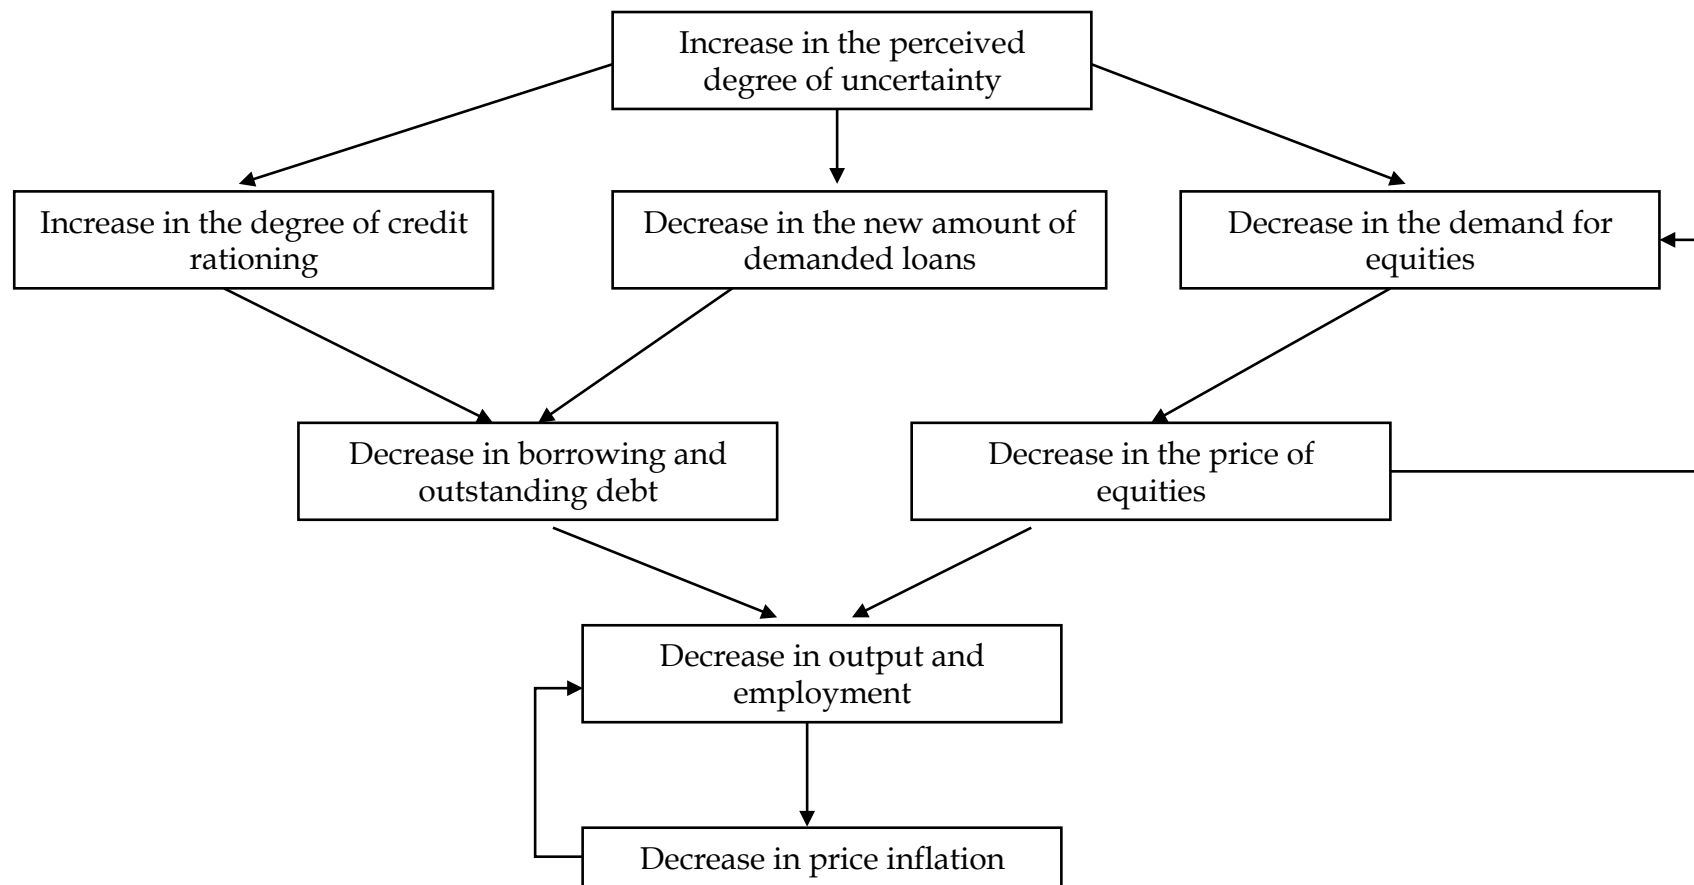 Increase in the perceived
degree of uncertainty
Increase in the degree of credit
rationing
Decrease in the new amount of
demanded loans
Decrease in the demand for
equities
Decrease in borrowing and
outstanding debt
Decrease in the price of
equities
Decrease in output and
employment
Decrease in price inflation